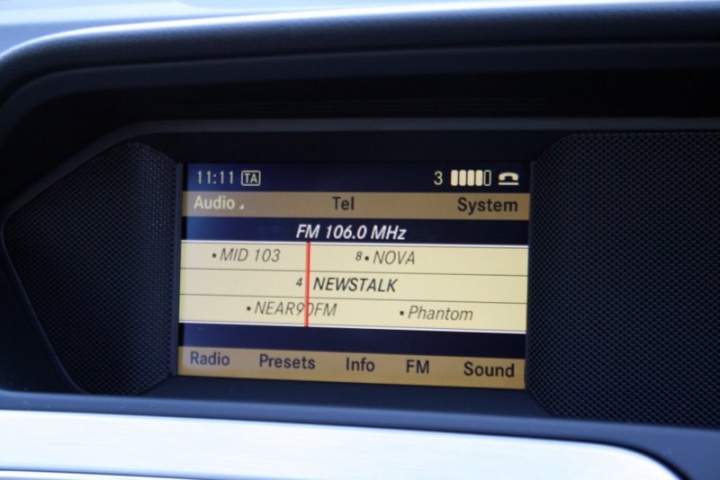 11:11 TA 3
Audio Tel System
FM 106.0 MHz
• MID 103 8 • NOVA
4 NEWSTALK
• NEAR90FM • Phantom
Radio Presets Info FM Sound